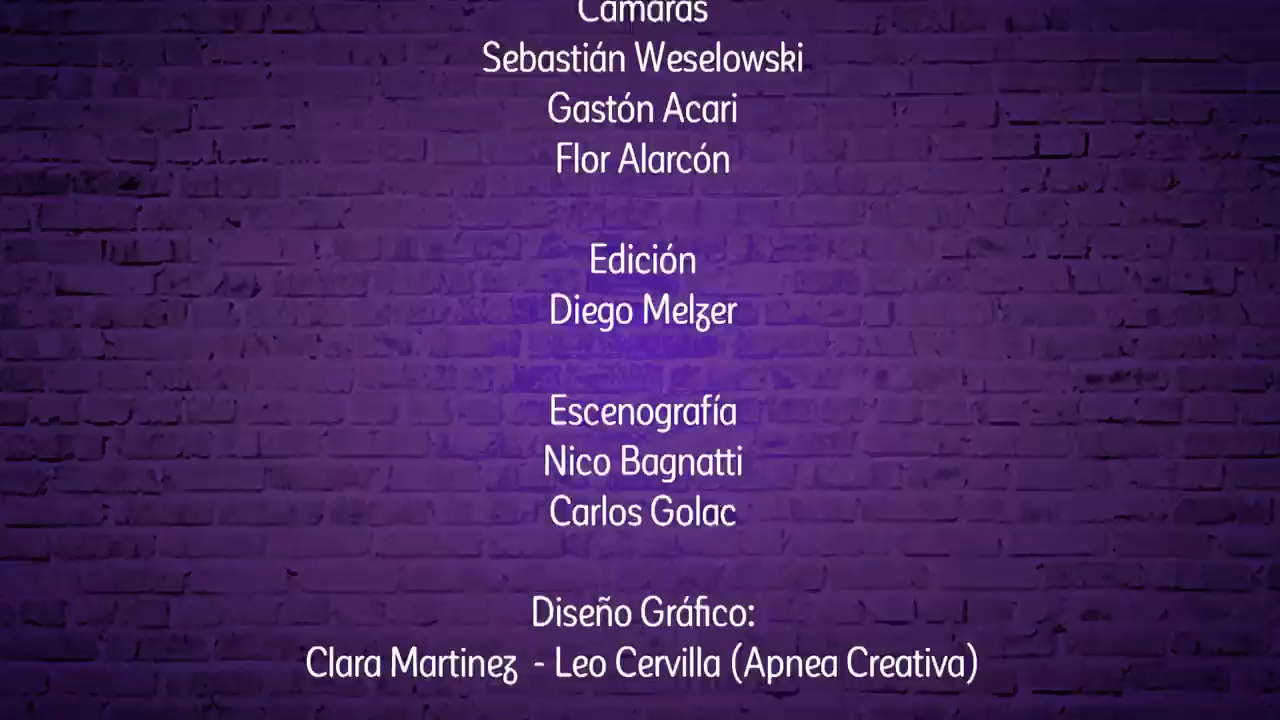 Cámaras
Sebastián Weselowski
Gastón Acari
Flor Alarcón
Edición
Diego Melzer
Escenografía
Nico Bagnatti
Carlos Golac
Diseño Gráfico:
Clara Martinez - Leo Cervilla (Apnea Creativa)